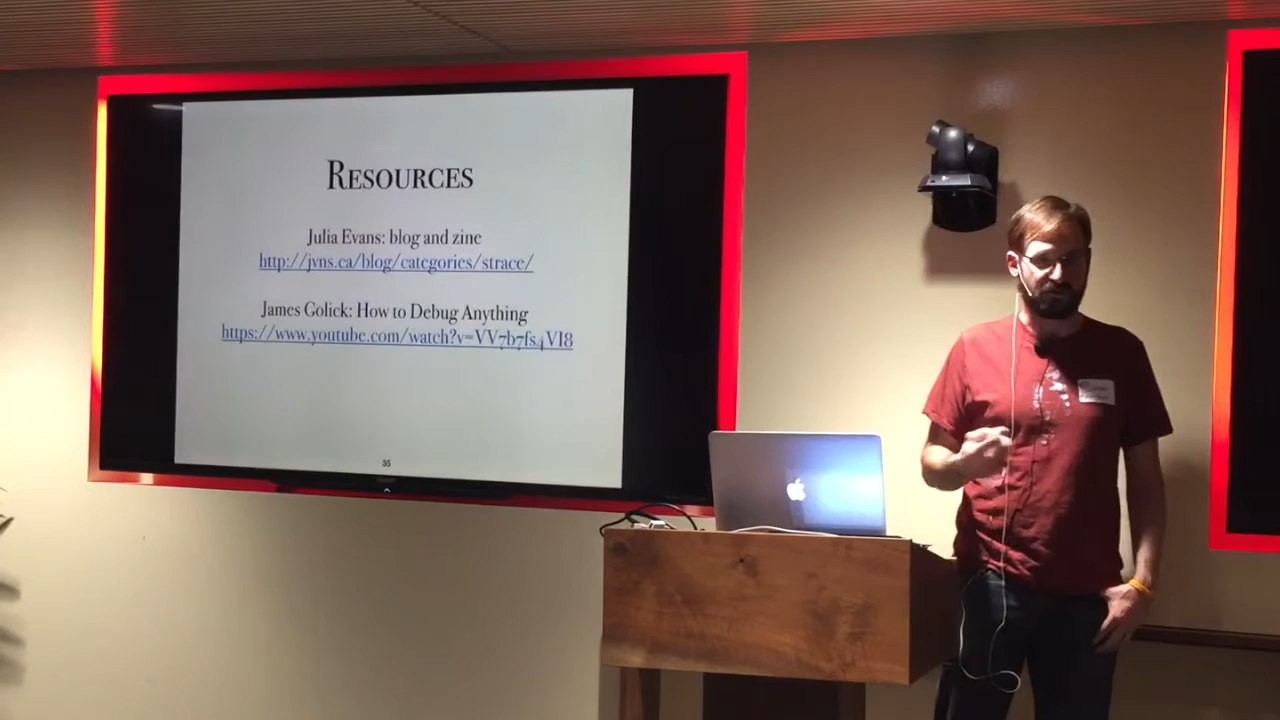 Resources
Julia Evans: blog and zine
http://jvns.ca/blog/categories/strace/
James Golick: How to Debug Anything
https://www.youtube.com/watch?v=VV7b7fs4VI8
35